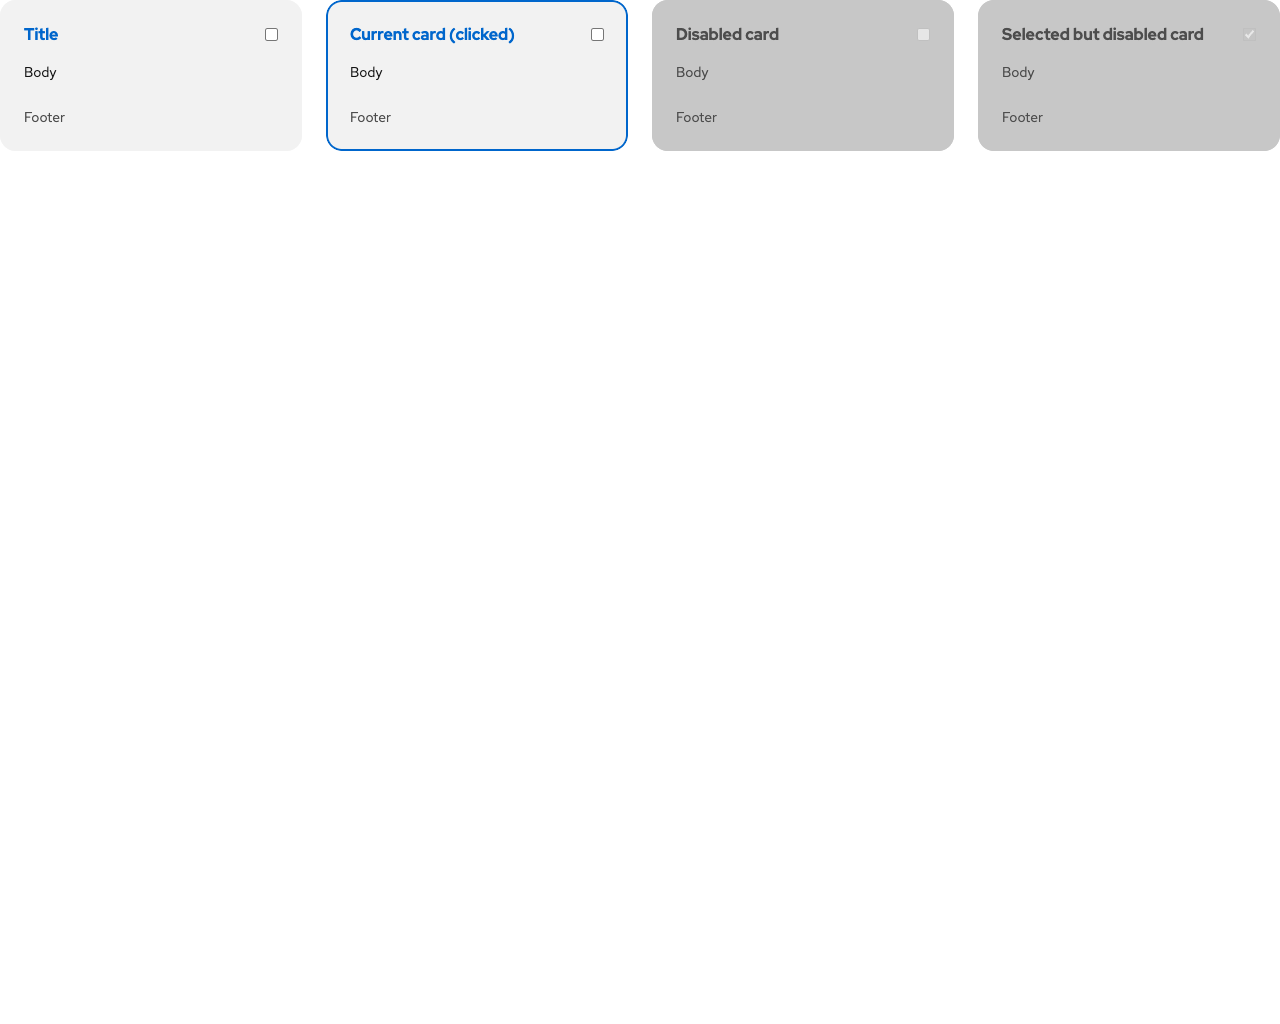 Title
Body
Footer
Current card (clicked)
Body
Footer
Disabled card
Body
Footer
Selected but disabled card
Body
Footer